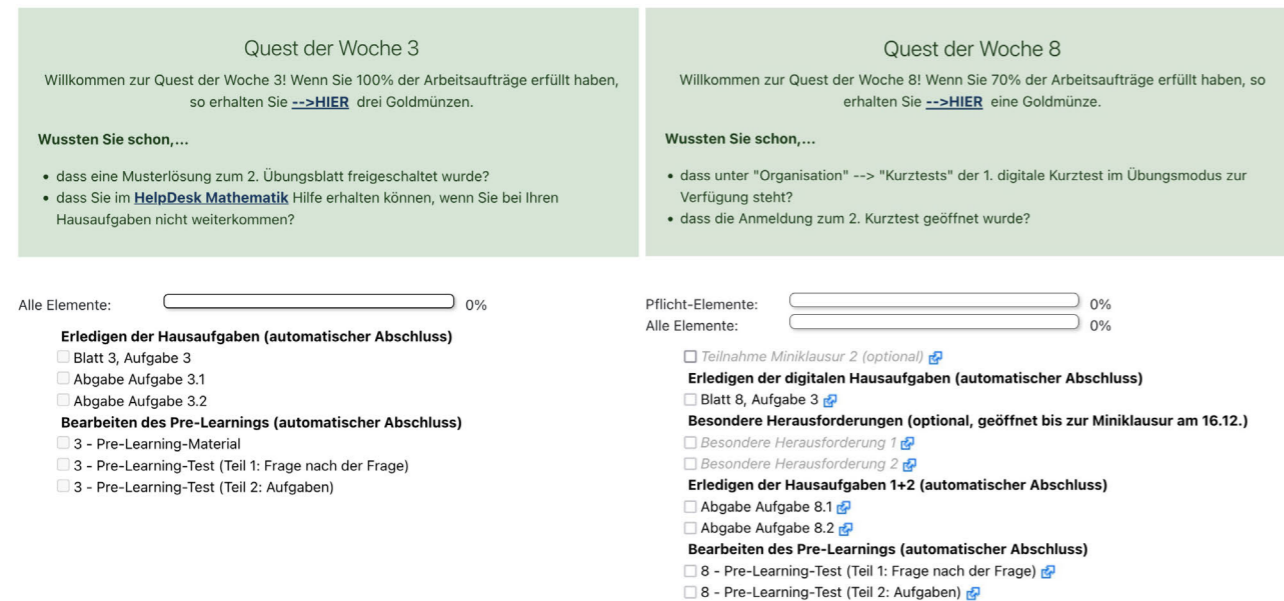 Quest der Woche 3
Willkommen zur Quest der Woche 3! Wenn Sie 100% der Arbeitsaufträge erfüllt haben,
so erhalten Sie -->HIER drei Goldmünzen.
Wussten Sie schon,...
• dass eine Musterlösung zum 2. Übungsblatt freigeschaltet wurde?
• dass Sie im HelpDesk Mathematik Hilfe erhalten können, wenn Sie bei Ihren
Hausaufgaben nicht weiterkommen?
Alle Elemente: 0%
Erledigen der Hausaufgaben (automatischer Abschluss)
Blatt 3, Aufgabe 3
Abgabe Aufgabe 3.1
Abgabe Aufgabe 3.2
Bearbeiten des Pre-Learnings (automatischer Abschluss)
3 - Pre-Learning-Material
3 - Pre-Learning-Test (Teil 1: Frage nach der Frage)
3 - Pre-Learning-Test (Teil 2: Aufgaben)
Quest der Woche 8
Willkommen zur Quest der Woche 8! Wenn Sie 70% der Arbeitsaufträge erfüllt haben, so
erhalten Sie -->HIER eine Goldmünze.
Wussten Sie schon,...
• dass unter "Organisation" --> "Kurztests" der 1. digitale Kurztest im Übungsmodus zur
Verfügung steht?
• dass die Anmeldung zum 2. Kurztest geöffnet wurde?
Pflicht-Elemente: 0%
Alle Elemente: 0%
Teilnahme Miniklausur 2 (optional)
Erledigen der digitalen Hausaufgaben (automatischer Abschluss)
Blatt 8, Aufgabe 3
Besondere Herausforderungen (optional, geöffnet bis zur Miniklausur am 16.12.)
Besondere Herausforderung 1
Besondere Herausforderung 2
Erledigen der Hausaufgaben 1+2 (automatischer Abschluss)
Abgabe Aufgabe 8.1
Abgabe Aufgabe 8.2
Bearbeiten des Pre-Learnings (automatischer Abschluss)
8 - Pre-Learning-Test (Teil 1: Frage nach der Frage)
8 - Pre-Learning-Test (Teil 2: Aufgaben)